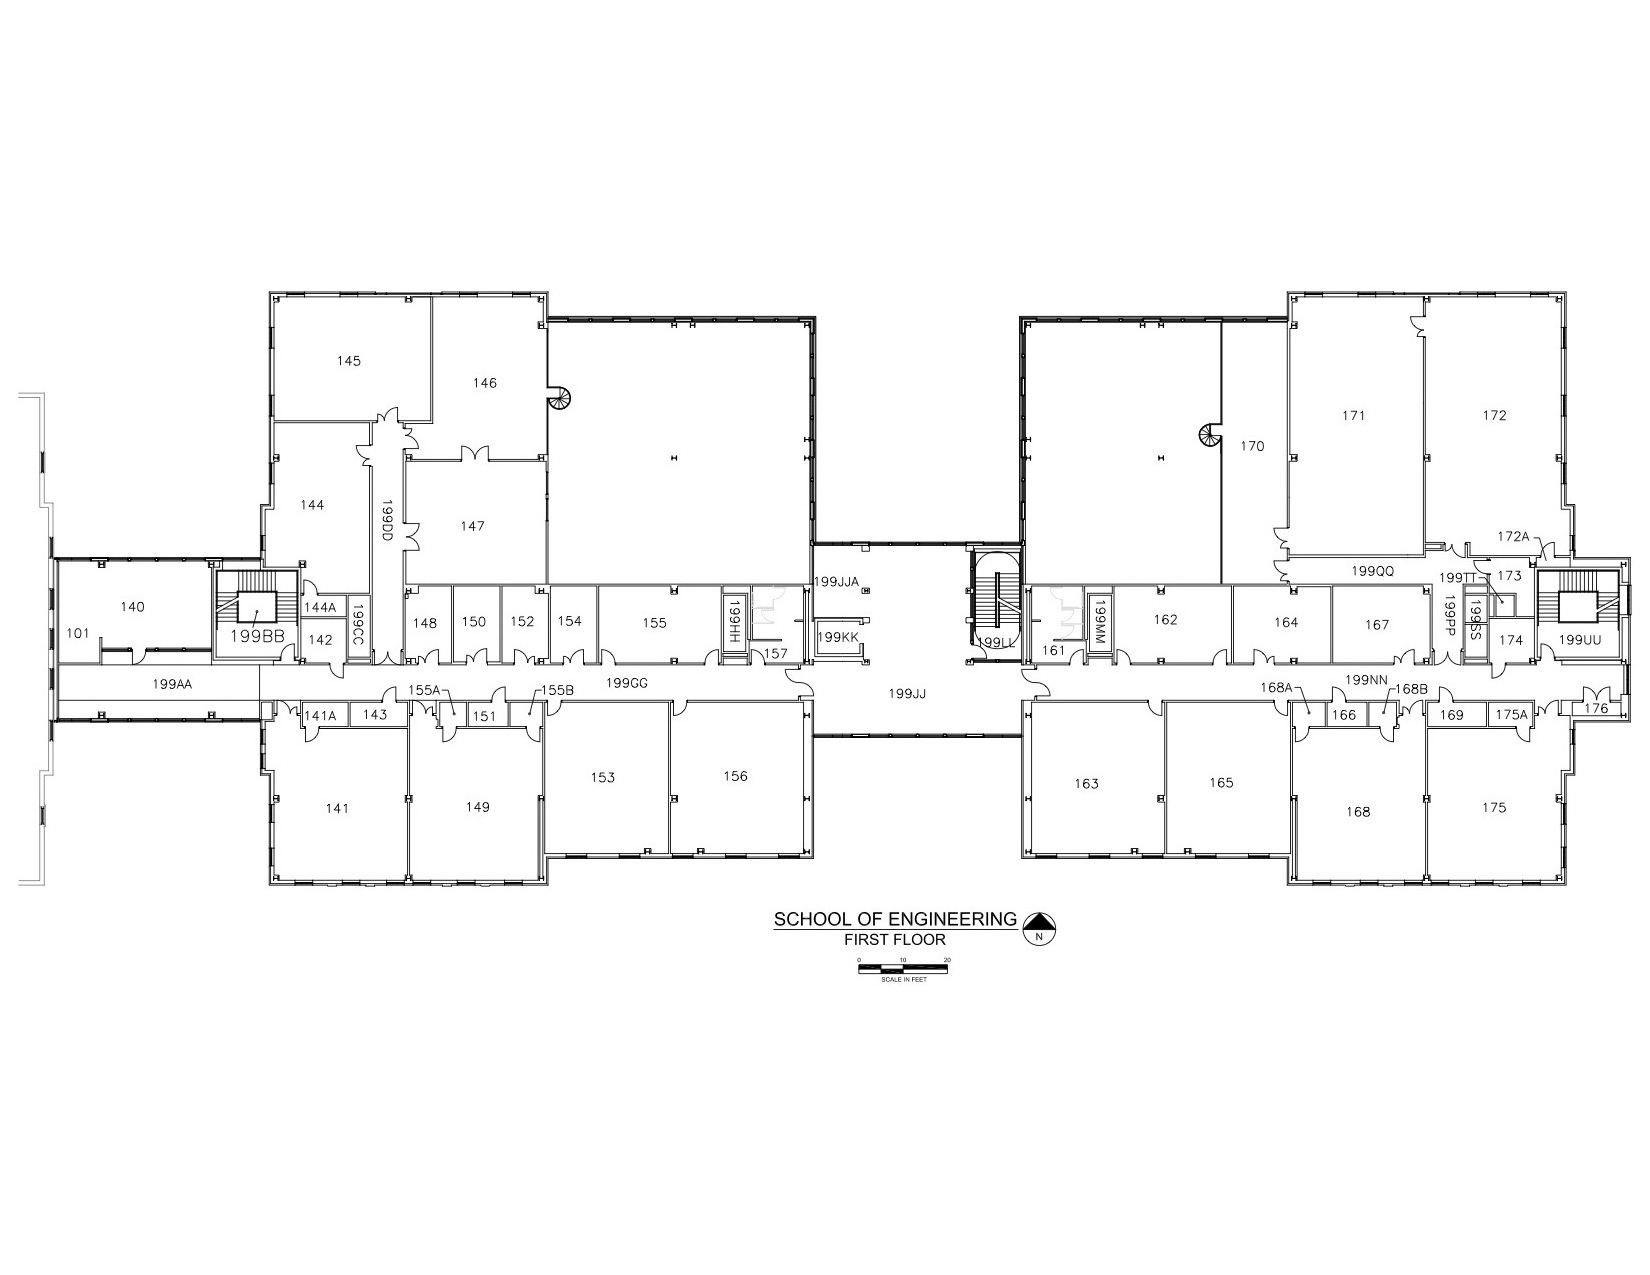 145
146
171
172
170
144
199DD
147
172A
199QQ
199TT
173
199JJA
140
144A
101
199BB
142
199CC
148
150
152
154
155
199HH
157
199KK
199LL
161
199MM
162
164
167
199PP
199SS
174
199UU
199AA
199GG
199JJ
199NN
155A
155B
168A
168B
141A
143
151
166
169
175A
176
153
156
163
165
141
149
168
175
SCHOOL OF ENGINEERING
FIRST FLOOR
N
0 10 20
SCALE IN FEET